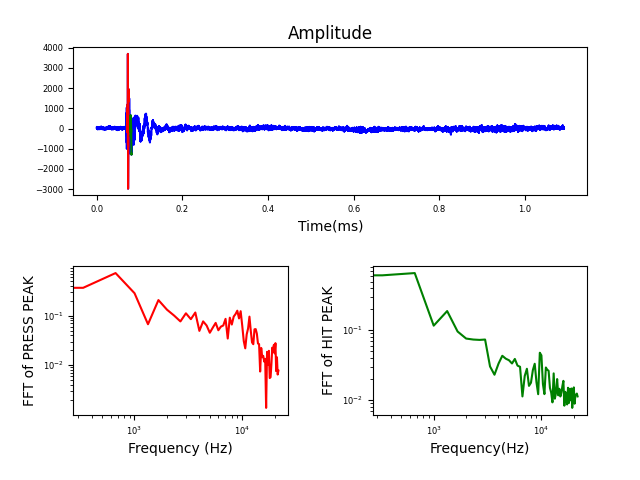 Amplitude
4000
3000
2000
1000
0
−1000
−2000
−3000
0.0 0.2 0.4 0.6 0.8 1.0
Time(ms)
FFT of PRESS PEAK
10⁻¹
10⁻²
10³ 10⁴
Frequency (Hz)
FFT of HIT PEAK
10⁻¹
10⁻²
10³ 10⁴
Frequency(Hz)